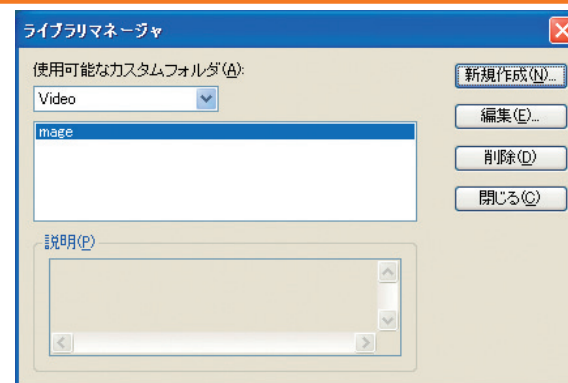 ライブラリマネージャ
使用可能なカスタムフォルダ(A):
Video
mage
説明(P)
新規作成(N)...
編集(E)...
削除(D)
閉じる(C)